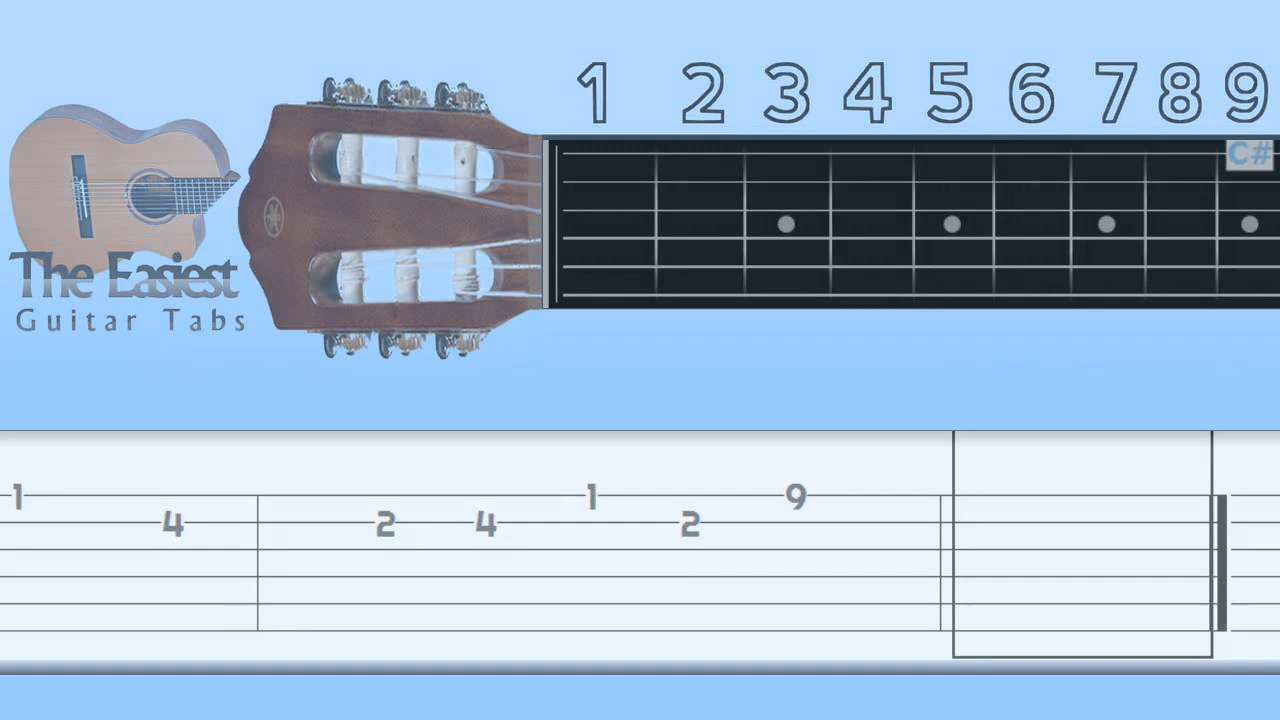 1 2 3 4 5 6 7 8 9
C#
The Easiest
Guitar Tabs
1 1 9
4 2 4 2